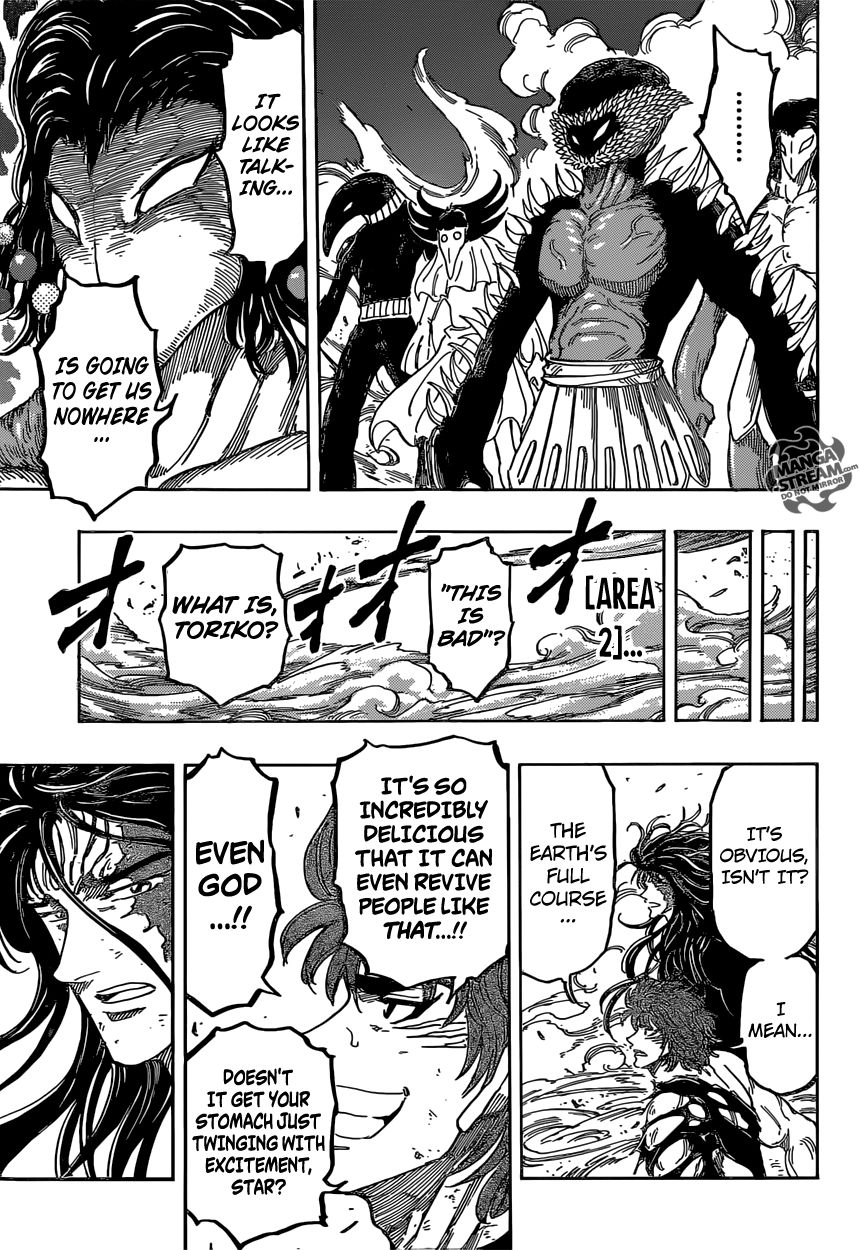 .........
IT
LOOKS
LIKE
TALK-
ING...
IS GOING
TO GET US
NOWHERE
...
MANGA
STREAM.com
DO NOT MIRROR
[AREA
2]...
オオオオ
"THIS
IS
BAD"?
WHAT IS,
TORIKO?
IT'S
OBVIOUS,
ISN'T IT?
I
MEAN...
THE
EARTH'S
FULL
COURSE
...
IT'S SO
INCREDIBLY
DELICIOUS
THAT IT CAN
EVEN REVIVE
PEOPLE LIKE
THAT...!!
EVEN
GOD
...!!
DOESN'T
IT GET YOUR
STOMACH JUST
TWINGING WITH
EXCITEMENT,
STAR?